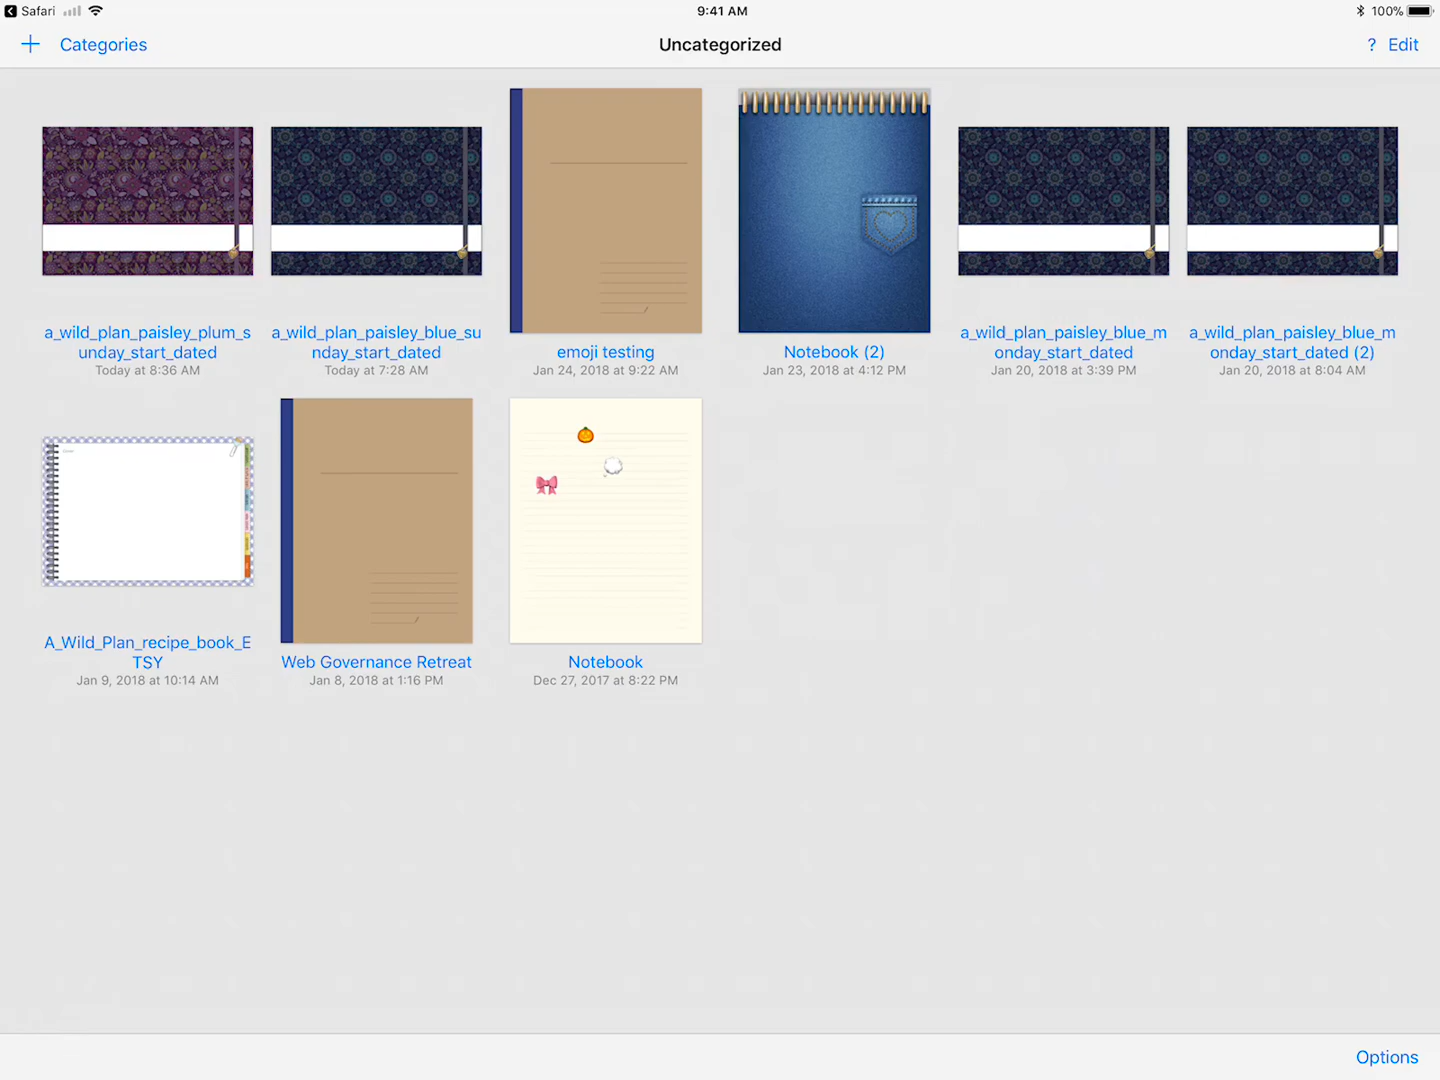 Safari
9:41 AM
100%
Categories
Uncategorized
? Edit
a_wild_plan_paisley_plum_s
unday_start_dated
Today at 8:36 AM
a_wild_plan_paisley_blue_su
nday_start_dated
Today at 7:28 AM
emoji testing
Jan 24, 2018 at 9:22 AM
Notebook (2)
Jan 23, 2018 at 4:12 PM
a_wild_plan_paisley_blue_m
onday_start_dated
Jan 20, 2018 at 3:39 PM
a_wild_plan_paisley_blue_m
onday_start_dated (2)
Jan 20, 2018 at 8:04 AM
A_Wild_Plan_recipe_book_E
TSY
Jan 9, 2018 at 10:14 AM
Web Governance Retreat
Jan 8, 2018 at 1:16 PM
Notebook
Dec 27, 2017 at 8:22 PM
Options